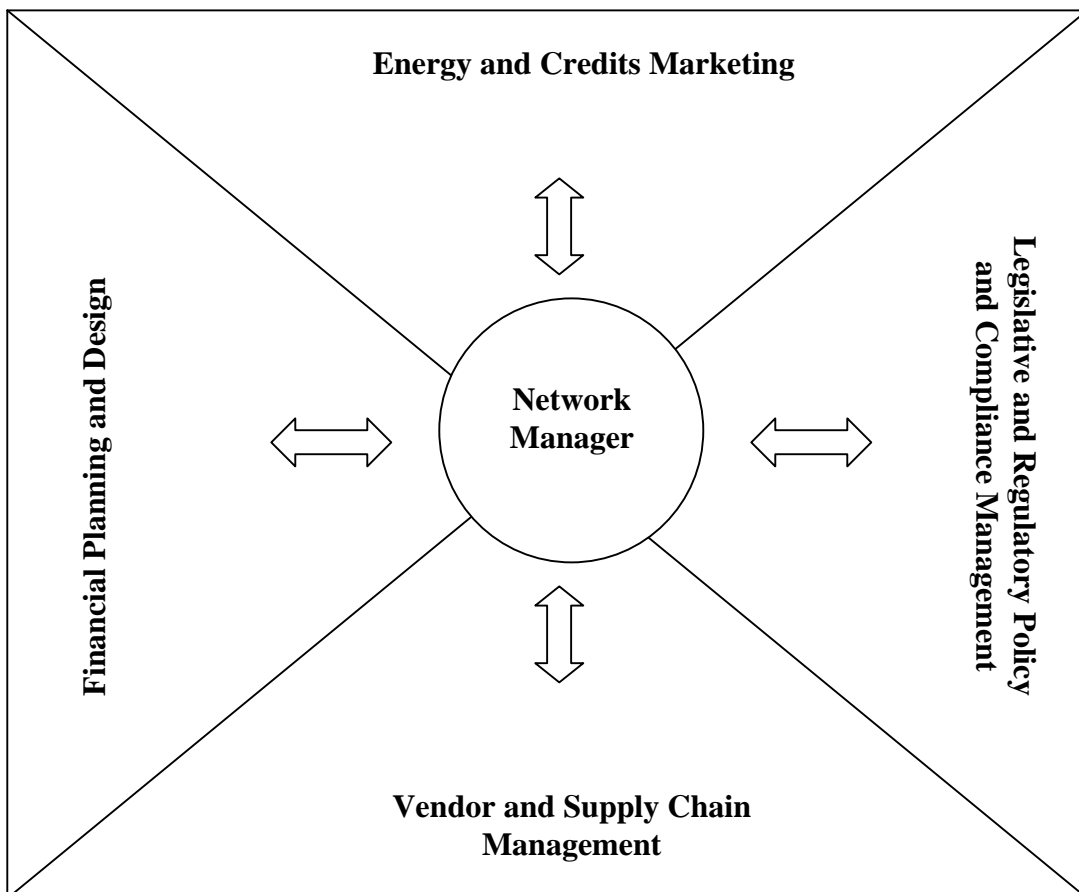 Energy and Credits Marketing
Financial Planning and Design
Network
Manager
Legislative and Regulatory Policy
and Compliance Management
Vendor and Supply Chain
Management